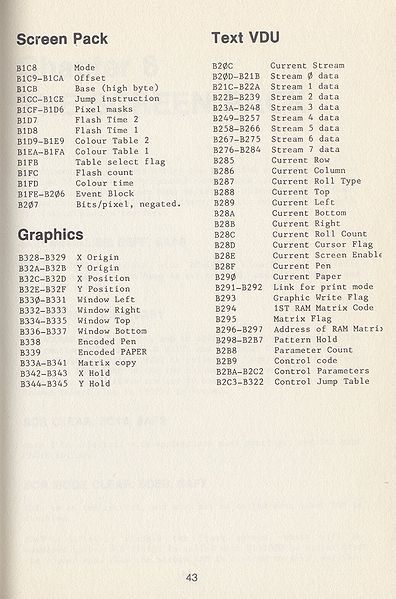 Screen Pack
B1C8 Mode
B1C9-B1CA Offset
B1CB Base (high byte)
B1CC-B1CE Jump instruction
B1CF-B1D6 Pixel masks
B1D7 Flash Time 2
B1D8 Flash Time 1
B1D9-B1E9 Colour Table 2
B1EA-B1FA Colour Table 1
B1FB Table select flag
B1FC Flash count
B1FD Colour time
B1FE-B2Ø6 Event Block
B2Ø7 Bits/pixel, negated.
Graphics
B328-B329 X Origin
B32A-B32B Y Origin
B32C-B32D X Position
B32E-B32F Y Position
B33Ø-B331 Window Left
B332-B333 Window Right
B334-B335 Window Top
B336-B337 Window Bottom
B338 Encoded Pen
B339 Encoded PAPER
B33A-B341 Matrix copy
B342-B343 X Hold
B344-B345 Y Hold
Text VDU
B2ØC Current Stream
B2ØD-B21B Stream Ø data
B21C-B22A Stream 1 data
B22B-B239 Stream 2 data
B23A-B248 Stream 3 data
B249-B257 Stream 4 data
B258-B266 Stream 5 data
B267-B275 Stream 6 data
B276-B284 Stream 7 data
B285 Current Row
B286 Current Column
B287 Current Roll Type
B288 Current Top
B289 Current Left
B28A Current Bottom
B28B Current Right
B28C Current Roll Count
B28D Current Cursor Flag
B28E Current Screen Enable
B28F Current Pen
B29Ø Current Paper
B291-B292 Link for print mode
B293 Graphic Write Flag
B294 1ST RAM Matrix Code
B295 Matrix Flag
B296-B297 Address of RAM Matrix
B298-B2B7 Pattern Hold
B2B8 Parameter Count
B2B9 Control code
B2BA-B2C2 Control Parameters
B2C3-B322 Control Jump Table
43